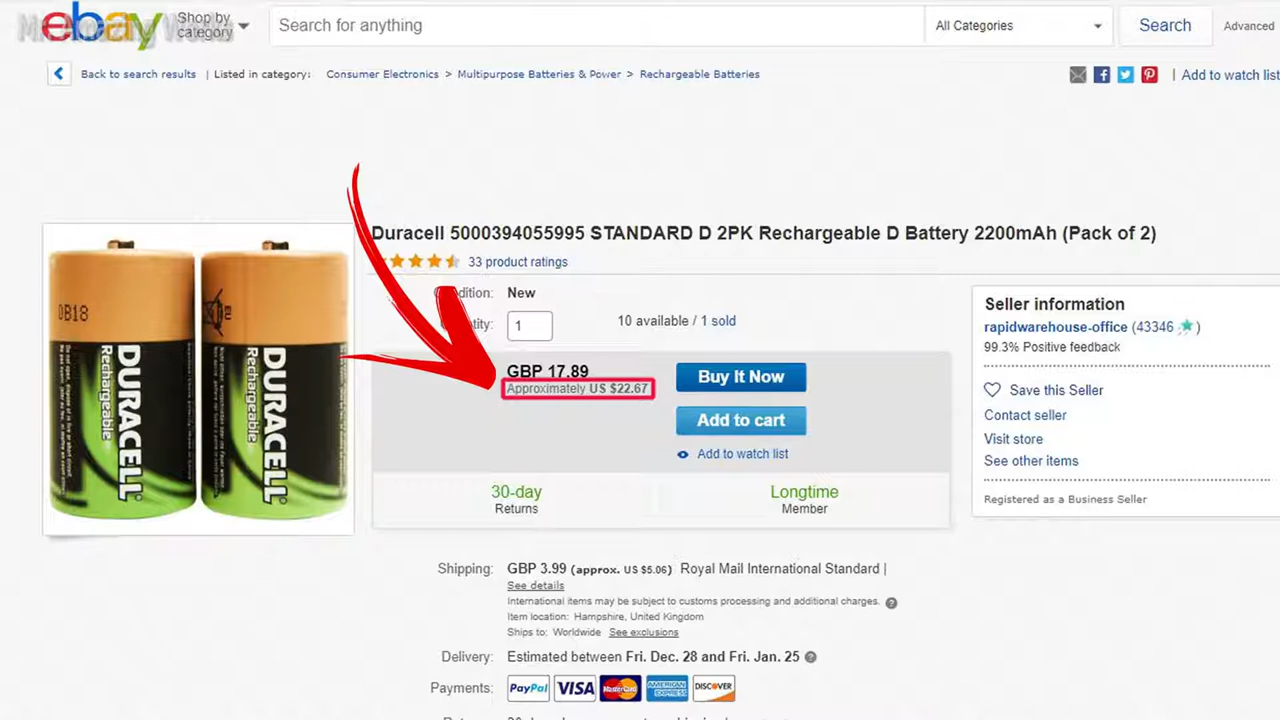 Mr. Amazing World
ebay
Shop by
category
Search for anything
All Categories
Search
Advanced
Back to search results | Listed in category: Consumer Electronics > Multipurpose Batteries & Power > Rechargeable Batteries
| Add to watch list
Duracell 5000394055995 STANDARD D 2PK Rechargeable D Battery 2200mAh (Pack of 2)
33 product ratings
New
1
10 available / 1 sold
GBP 17.89
Approximately US $22.67
Buy It Now
Add to cart
Add to watch list
30-day
Returns
Longtime
Member
0B18
DURACELL
Rechargeable
DURACELL
Rechargeable
Seller information
rapidwarehouse-office (43346 )
99.3% Positive feedback
Save this Seller
Contact seller
Visit store
See other items
Registered as a Business Seller
Shipping: GBP 3.99 (approx. US $5.06) Royal Mail International Standard |
See details
International items may be subject to customs processing and additional charges. ?
Item location: Hampshire, United Kingdom
Ships to: Worldwide See exclusions
Delivery: Estimated between Fri. Dec. 28 and Fri. Jan. 25 ?
Payments: PayPal VISA MasterCard AMERICAN EXPRESS DISCOVER